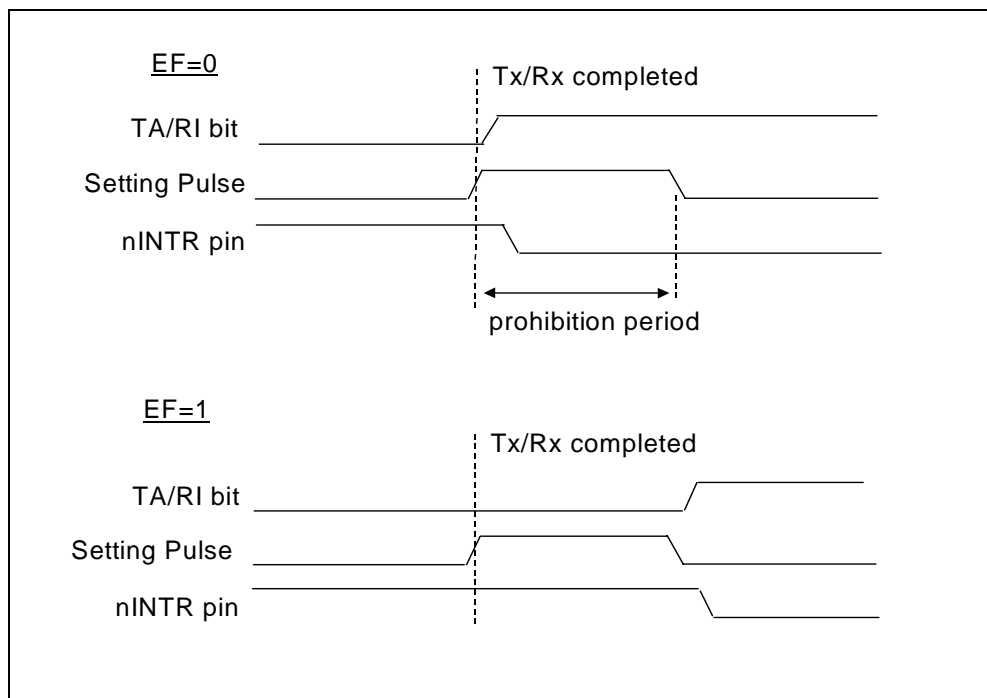 EF=0
Tx/Rx completed
TA/RI bit
Setting Pulse
nINTR pin
prohibition period
EF=1
Tx/Rx completed
TA/RI bit
Setting Pulse
nINTR pin